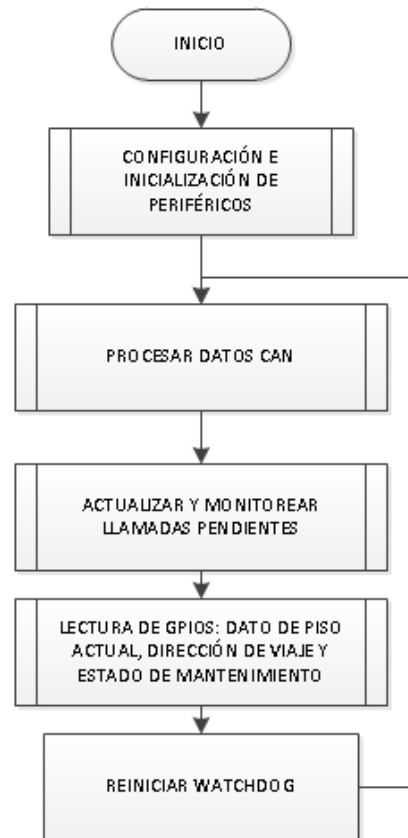 INICIO
CONFIGURACIÓN E
INICIALIZACIÓN DE
PERIFÉRICOS
PROCESAR DATOS CAN
ACTUALIZAR Y MONITOREAR
LLAMADAS PENDIENTES
LECTURA DE GPIOS: DATO DE PISO
ACTUAL, DIRECCIÓN DE VIAJE Y
ESTADO DE MANTENIMIENTO
REINICIAR WATCHDOG